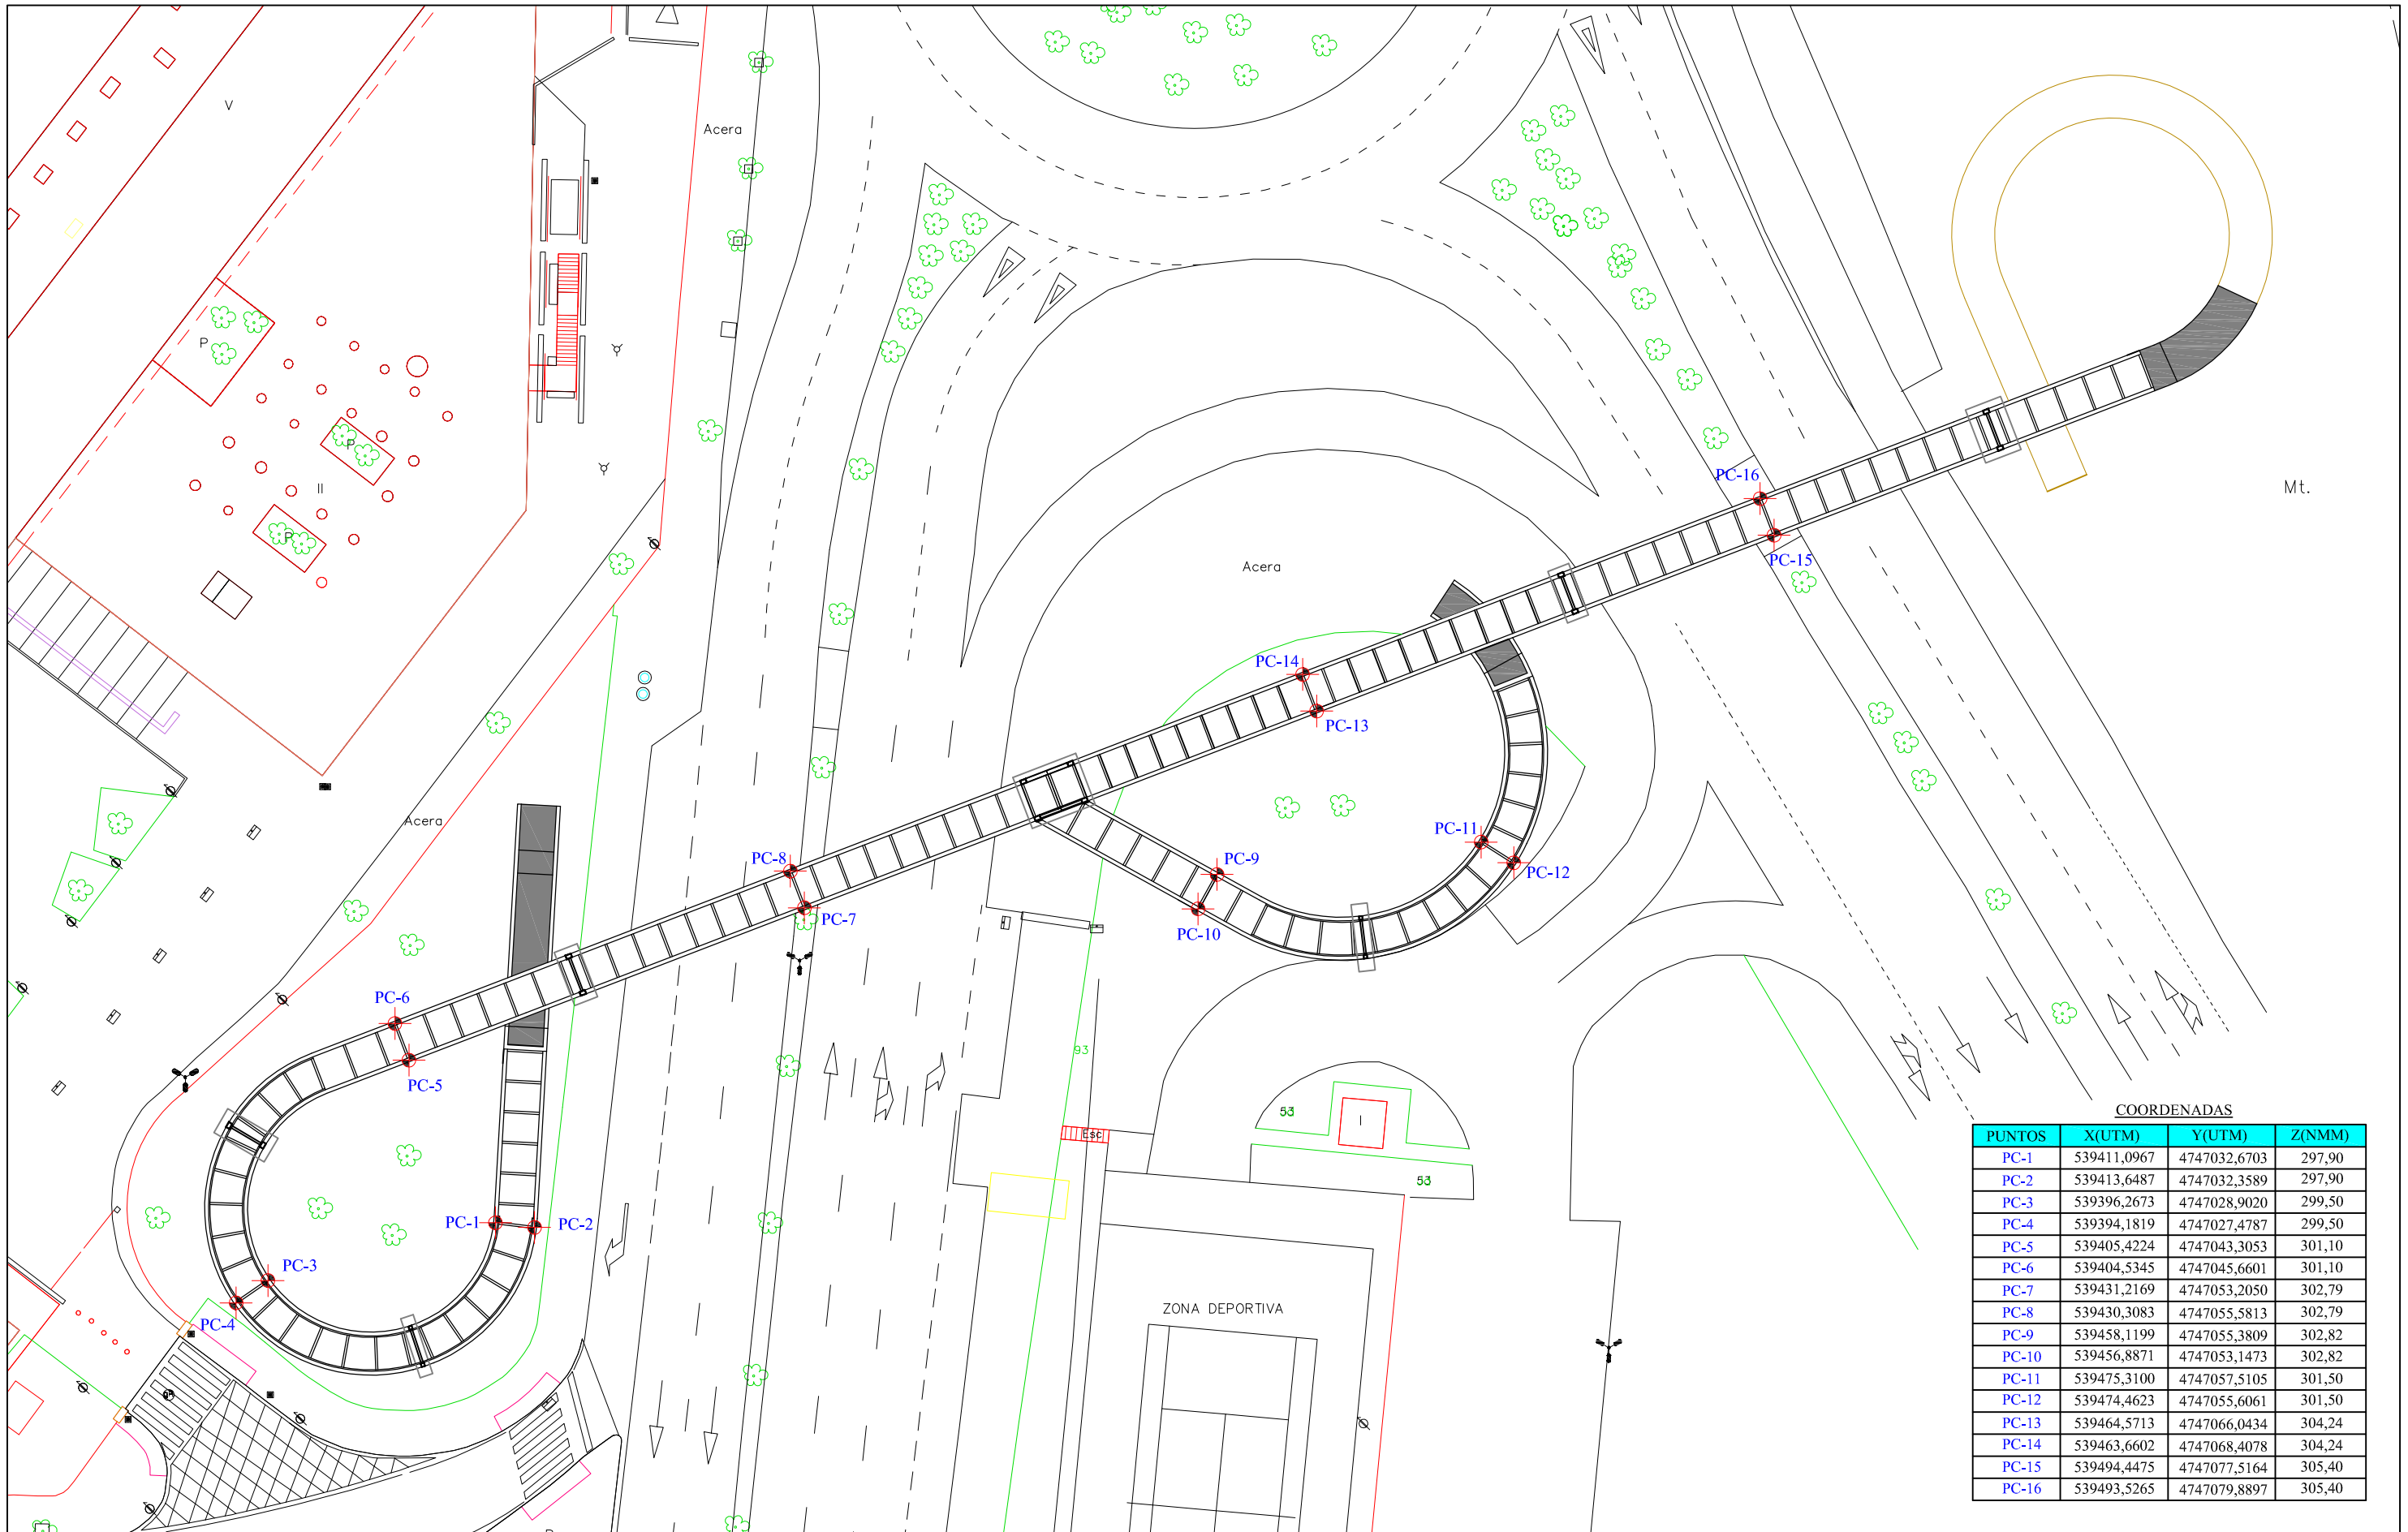 V
Acera
P
P
II
P
Mt.
PC-16
PC-15
Acera
PC-14
PC-13
Acera
PC-11
PC-8
PC-9
PC-12
PC-7
PC-10
PC-6
PC-5
93
53
I
Esc
53
PC-1
PC-2
PC-3
PC-4
ZONA DEPORTIVA
COORDENADAS
PUNTOS X(UTM) Y(UTM) Z(NMM)
PC-1 539411,0967 4747032,6703 297,90
PC-2 539413,6487 4747032,3589 297,90
PC-3 539396,2673 4747028,9020 299,50
PC-4 539394,1819 4747027,4787 299,50
PC-5 539405,4224 4747043,3053 301,10
PC-6 539404,5345 4747045,6601 301,10
PC-7 539431,2169 4747053,2050 302,79
PC-8 539430,3083 4747055,5813 302,79
PC-9 539458,1199 4747055,3809 302,82
PC-10 539456,8871 4747053,1473 302,82
PC-11 539475,3100 4747057,5105 301,50
PC-12 539474,4623 4747055,6061 301,50
PC-13 539464,5713 4747066,0434 304,24
PC-14 539463,6602 4747068,4078 304,24
PC-15 539494,4475 4747077,5164 305,40
PC-16 539493,5265 4747079,8897 305,40